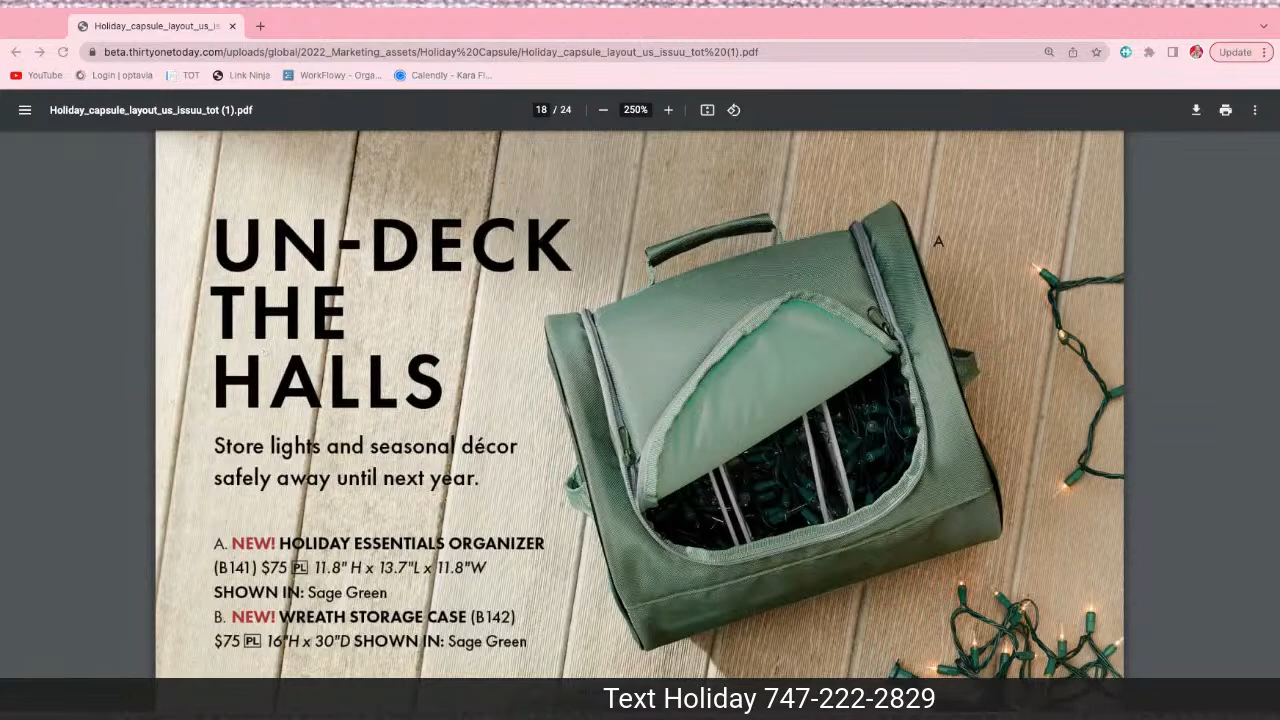 Holiday_capsule_layout_us_is
beta.thirtyonetoday.com/uploads/global/2022_Marketing_assets/Holiday%20Capsule/Holiday_capsule_layout_us_issuu_tot%20(1).pdf
Update
YouTube
Login | optavia
TOT
Link Ninja
WorkFlowy - Orga...
Calendly - Kara Fl...
Holiday_capsule_layout_us_issuu_tot (1).pdf
18 / 24
250%
A
UN-DECK
THE
HALLS
Store lights and seasonal décor
safely away until next year.
A. NEW! HOLIDAY ESSENTIALS ORGANIZER
(B141) $75 PL 11.8" H x 13.7"L x 11.8"W
SHOWN IN: Sage Green
B. NEW! WREATH STORAGE CASE (B142)
$75 PL 16"H x 30"D SHOWN IN: Sage Green
Text Holiday 747-222-2829